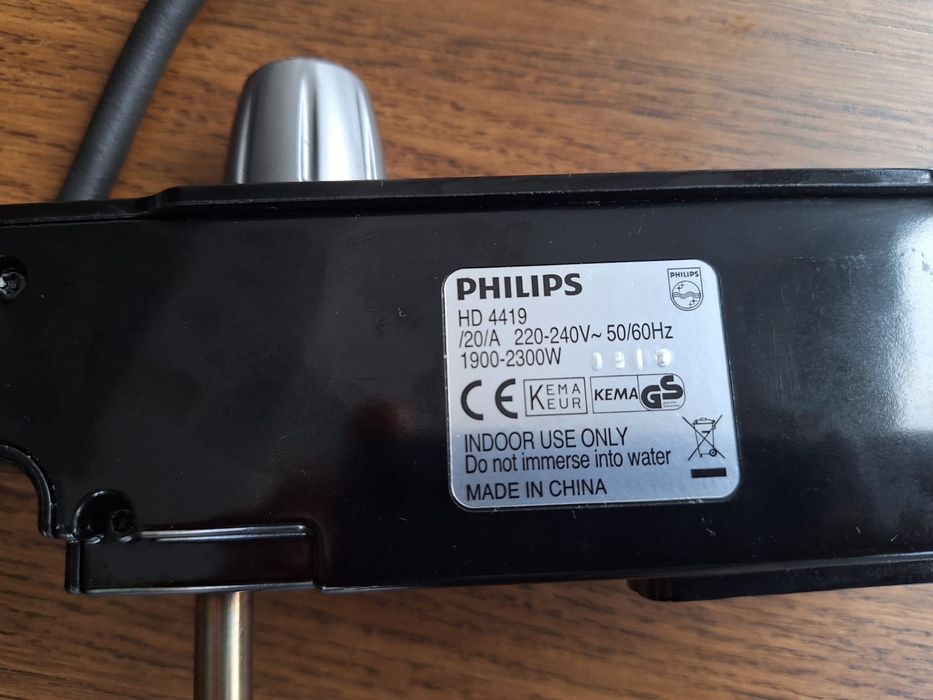 PHILIPS
PHILIPS
HD 4419
/20/A 220-240V~ 50/60Hz
1900-2300W
CE KEMA KEUR KEMA GS
INDOOR USE ONLY
Do not immerse into water
MADE IN CHINA